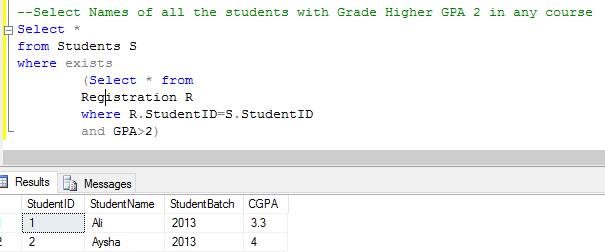 --Select Names of all the students with Grade Higher GPA 2 in any course
Select *
from Students S
where exists
(Select * from
Registration R
where R.StudentID=S.StudentID
and GPA>2)
Results Messages
StudentID StudentName StudentBatch CGPA
1 1 Ali 2013 3.3
2 2 Aysha 2013 4